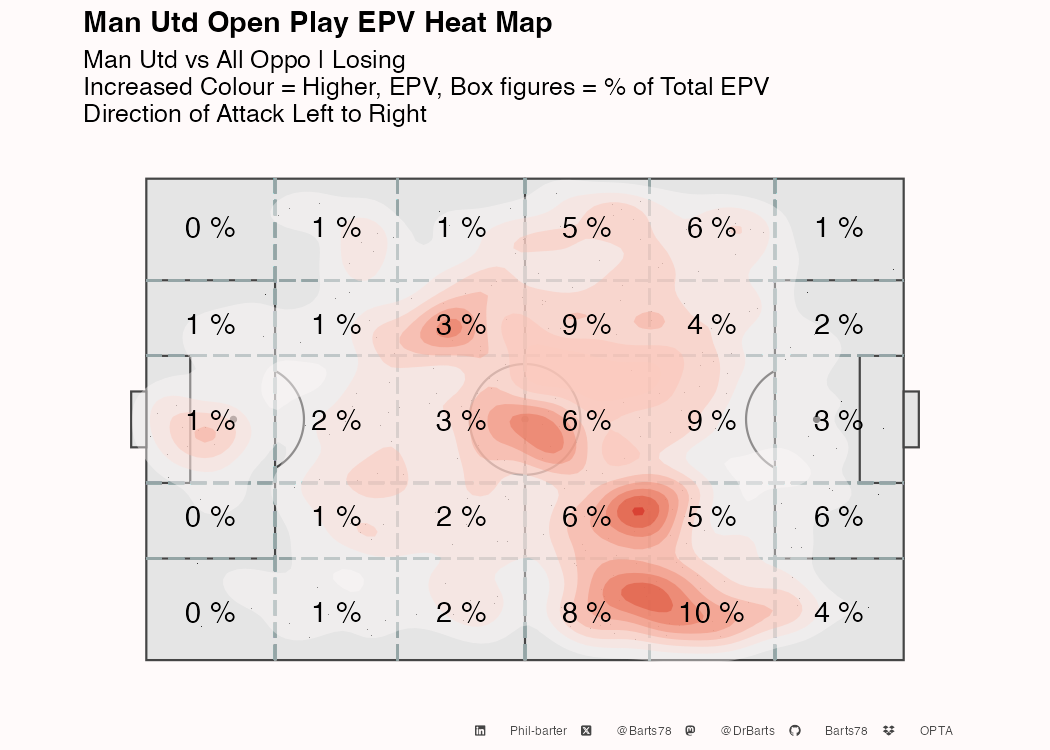 Man Utd Open Play EPV Heat Map
Man Utd vs All Oppo | Losing
Increased Colour = Higher, EPV, Box figures = % of Total EPV
Direction of Attack Left to Right
0 % 1 % 1 % 5 % 6 % 1 %
1 % 1 % 3 % 9 % 4 % 2 %
1 % 2 % 3 % 6 % 9 % 3 %
0 % 1 % 2 % 6 % 5 % 6 %
0 % 1 % 2 % 8 % 10 % 4 %
Phil-barter @Barts78 @DrBarts Barts78 OPTA